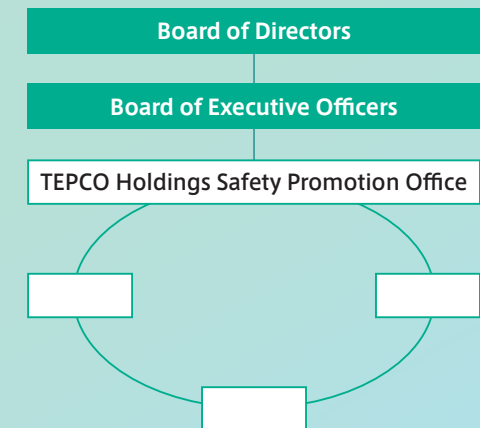 Board of Directors
Board of Executive Officers
TEPCO Holdings Safety Promotion Office